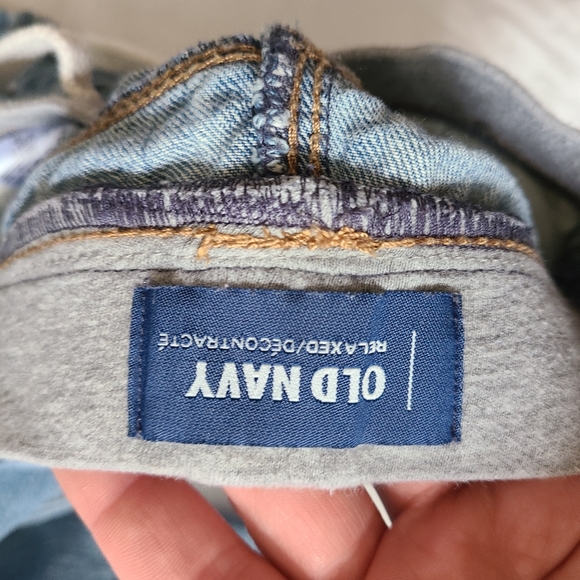 OLD NAVY
RELAXED/DÉCONTRACTÉ